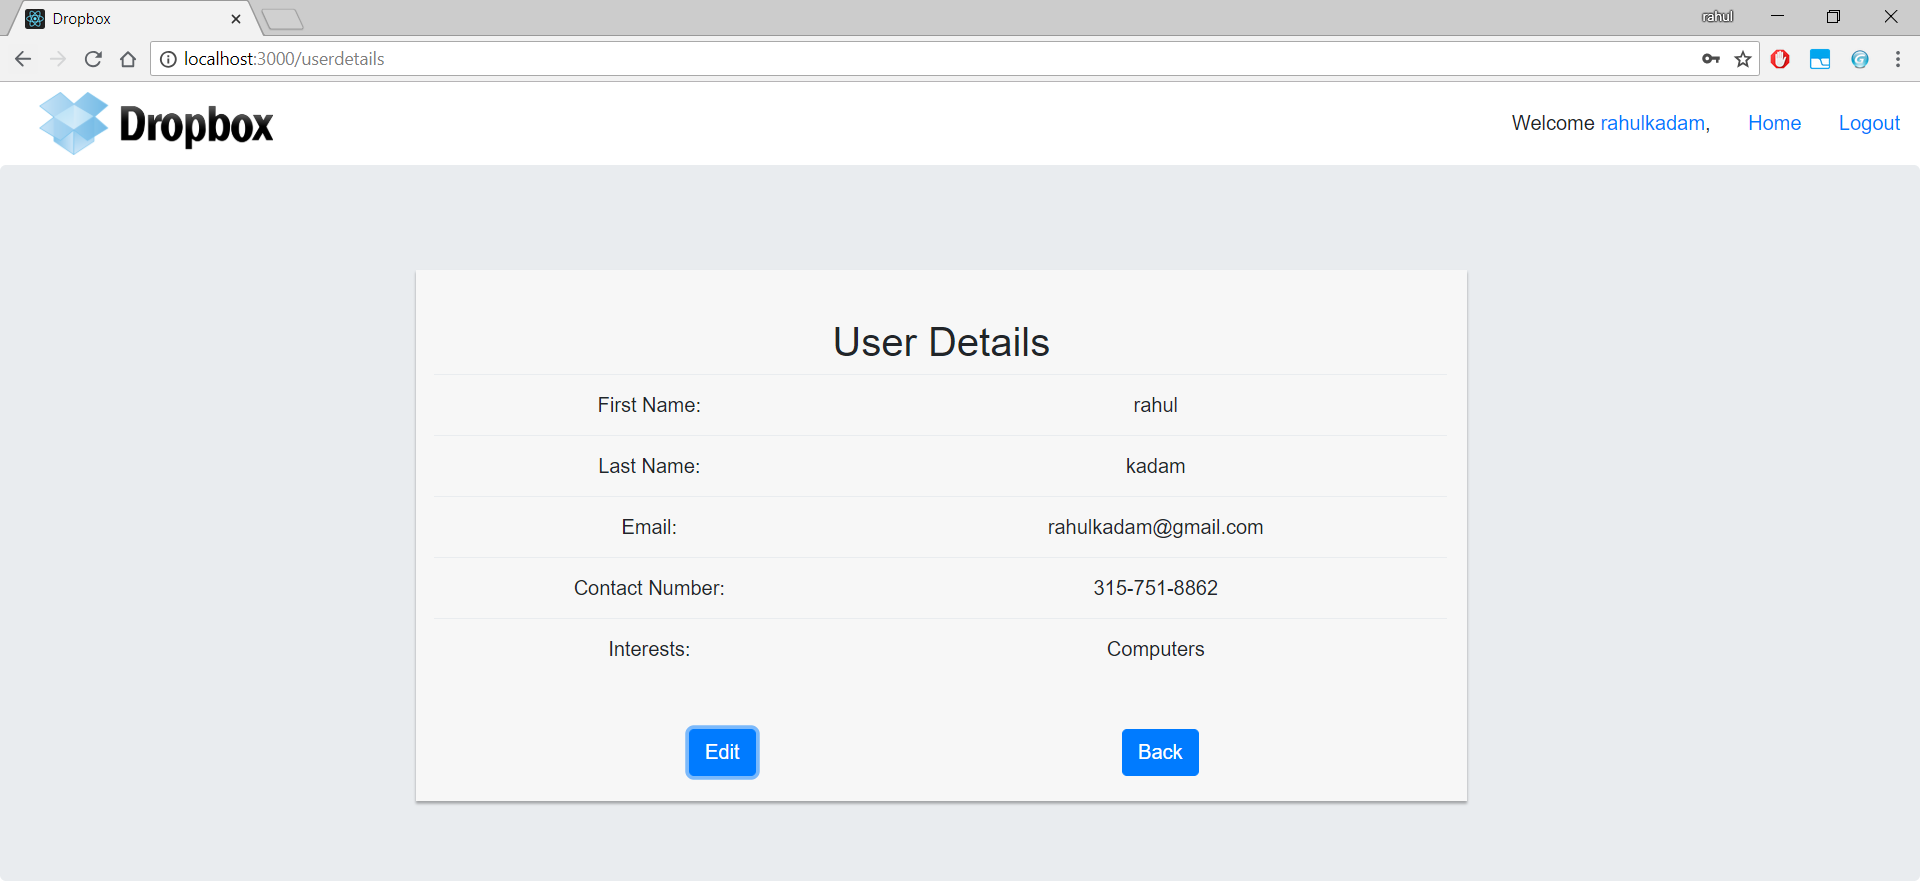 Dropbox
rahul
localhost:3000/userdetails
Dropbox
Welcome rahulkadam, Home Logout
User Details
First Name: rahul
Last Name: kadam
Email: rahulkadam@gmail.com
Contact Number: 315-751-8862
Interests: Computers
Edit Back